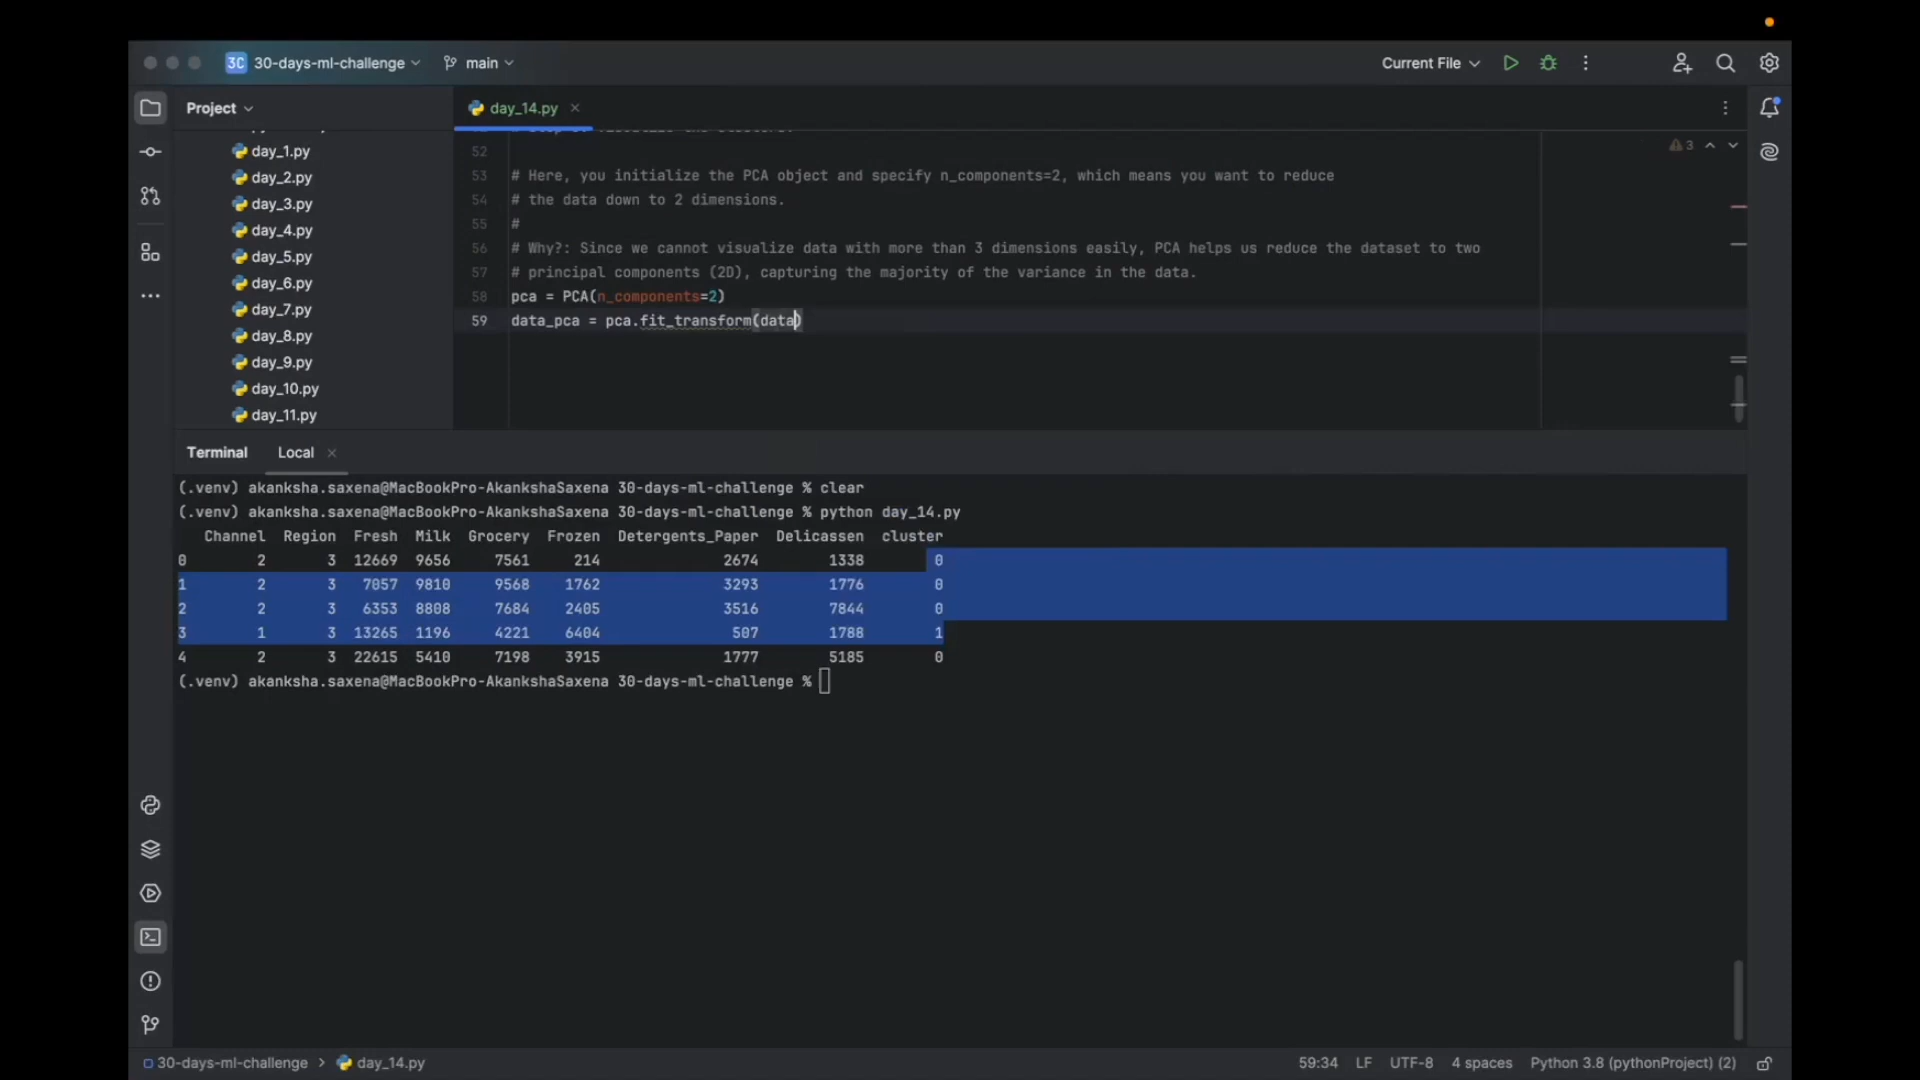 3C 30-days-ml-challenge main Current File
Project
day_14.py
day_1.py
day_2.py
day_3.py
day_4.py
day_5.py
day_6.py
day_7.py
day_8.py
day_9.py
day_10.py
day_11.py
3
52
53 # Here, you initialize the PCA object and specify n_components=2, which means you want to reduce
54 # the data down to 2 dimensions.
55 #
56 # Why?: Since we cannot visualize data with more than 3 dimensions easily, PCA helps us reduce the dataset to two
57 # principal components (2D), capturing the majority of the variance in the data.
58 pca = PCA(n_components=2)
59 data_pca = pca.fit_transform(data)
Terminal Local
(.venv) akanksha.saxena@MacBookPro-AkankshaSaxena 30-days-ml-challenge % clear
(.venv) akanksha.saxena@MacBookPro-AkankshaSaxena 30-days-ml-challenge % python day_14.py
Channel Region Fresh Milk Grocery Frozen Detergents_Paper Delicassen cluster
0 2 3 12669 9656 7561 214 2674 1338 0
1 2 3 7057 9810 9568 1762 3293 1776 0
2 2 3 6353 8808 7684 2405 3516 7844 0
3 1 3 13265 1196 4221 6404 507 1788 1
4 2 3 22615 5410 7198 3915 1777 5185 0
(.venv) akanksha.saxena@MacBookPro-AkankshaSaxena 30-days-ml-challenge %
30-days-ml-challenge > day_14.py 59:34 LF UTF-8 4 spaces Python 3.8 (pythonProject) (2)